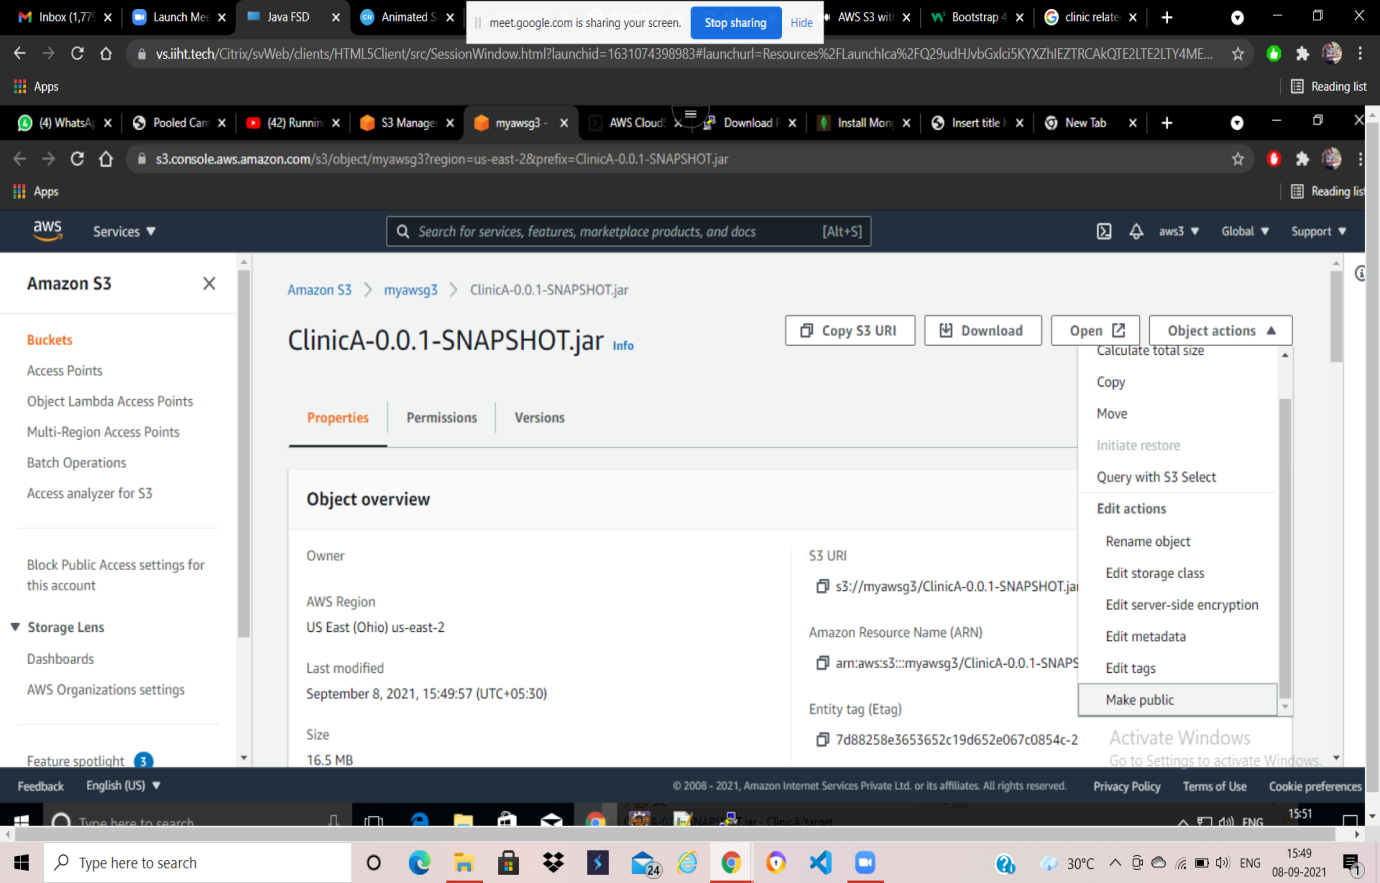 Inbox (1,779
Launch Mee
Java FSD
Animated S
meet.google.com is sharing your screen.
Stop sharing
Hide
AWS S3 with
Bootstrap 4
clinic relate
vs.iiht.tech/Citrix/svWeb/clients/HTML5Client/src/SessionWindow.html?launchid=1631074398983#launchurl=Resources%2FLaunchIca%2FQ29udHJvbGxlci5KYXZhIEZTRCAkQTE2LTE2LTY4ME...
Apps
Reading list
(4) WhatsAp
Pooled Cam
(42) Runnin
S3 Manage
myawsg3 -
AWS Cloud
Download P
Install Mon
Insert title h
New Tab
s3.console.aws.amazon.com/s3/object/myawsg3?region=us-east-2&prefix=ClinicA-0.0.1-SNAPSHOT.jar
Apps
Reading list
aws
Services ▼
Search for services, features, marketplace products, and docs [Alt+S]
aws3 ▼
Global ▼
Support ▼
Amazon S3
Buckets
Access Points
Object Lambda Access Points
Multi-Region Access Points
Batch Operations
Access analyzer for S3
Block Public Access settings for
this account
Storage Lens
Dashboards
AWS Organizations settings
Feature spotlight 3
Amazon S3 > myawsg3 > ClinicA-0.0.1-SNAPSHOT.jar
ClinicA-0.0.1-SNAPSHOT.jar Info
Copy S3 URI
Download
Open
Object actions ▲
Calculate total size
Copy
Move
Initiate restore
Query with S3 Select
Edit actions
Rename object
Edit storage class
Edit server-side encryption
Edit metadata
Edit tags
Make public
Properties
Permissions
Versions
Object overview
Owner
AWS Region
US East (Ohio) us-east-2
Last modified
September 8, 2021, 15:49:57 (UTC+05:30)
Size
16.5 MB
S3 URI
s3://myawsg3/ClinicA-0.0.1-SNAPSHOT.jar
Amazon Resource Name (ARN)
arn:aws:s3:::myawsg3/ClinicA-0.0.1-SNAPS
Entity tag (Etag)
7d88258e3653652c19d652e067c0854c-2
Activate Windows
Go to Settings to activate Windows.
Feedback
English (US) ▼
© 2008 - 2021, Amazon Internet Services Private Ltd. or its affiliates. All rights reserved.
Privacy Policy
Terms of Use
Cookie preferences
Type here to search
ENG
15:51
Type here to search
24
30°C
ENG
15:49
08-09-2021
1